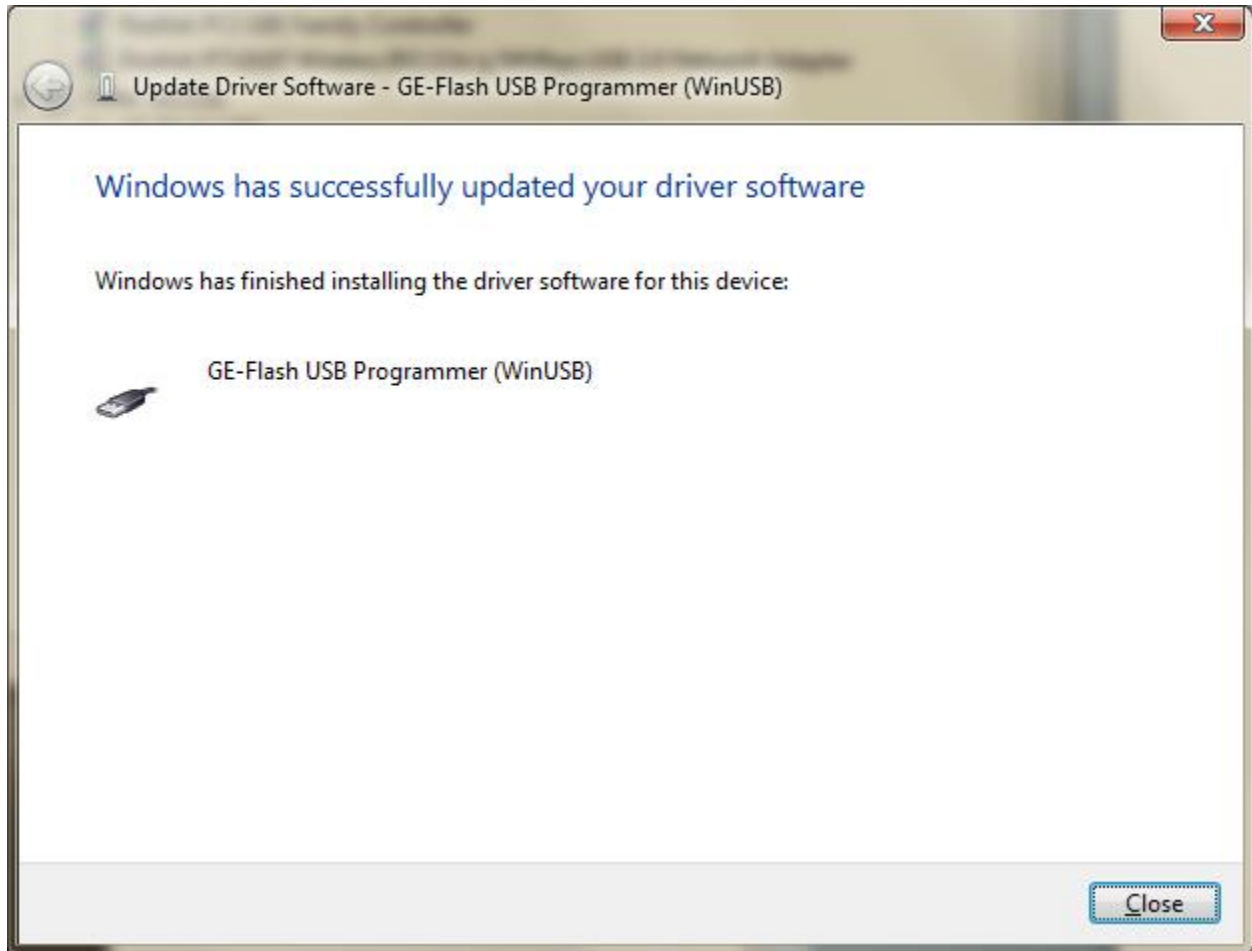 Update Driver Software - GE-Flash USB Programmer (WinUSB)
Windows has successfully updated your driver software
Windows has finished installing the driver software for this device:
GE-Flash USB Programmer (WinUSB)
Close